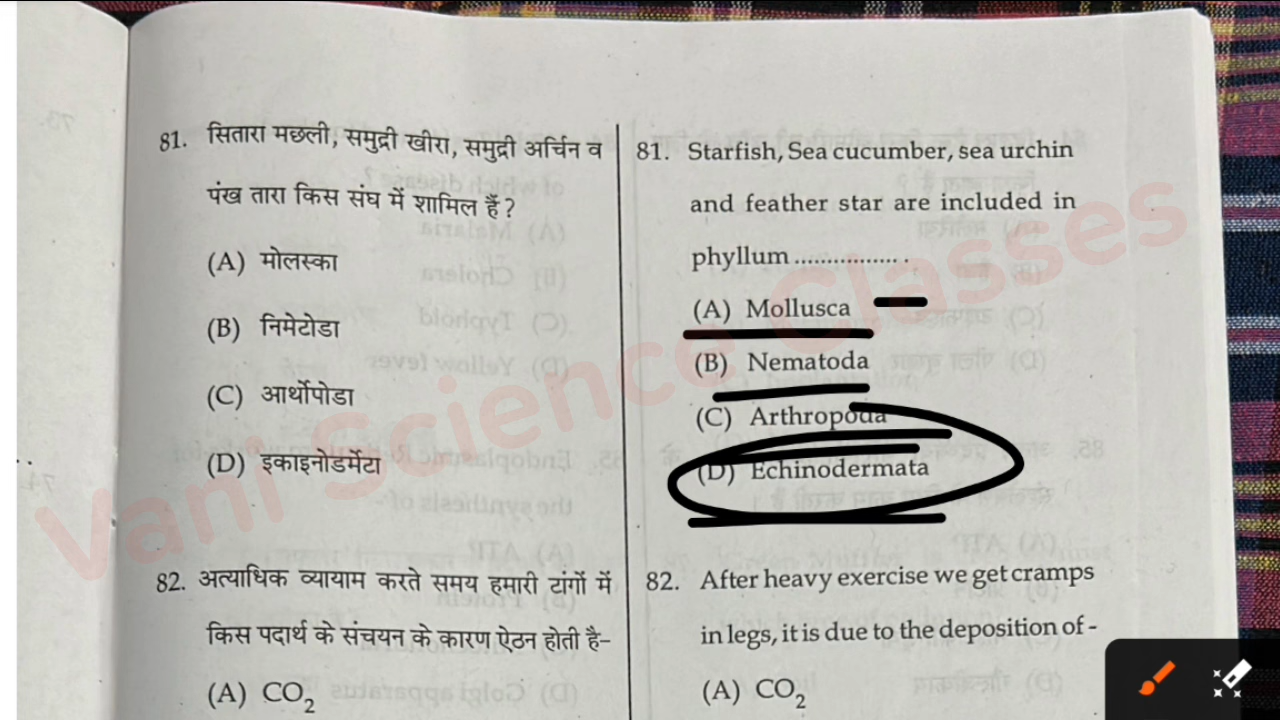 81. सितारा मछली, समुद्री खीरा, समुद्री अर्चिन व
पंख तारा किस संघ में शामिल हैं?
(A) मोलस्का
(B) निमेटोडा
(C) आर्थोपोडा
(D) इकाइनोडर्मेटा
82. अत्याधिक व्यायाम करते समय हमारी टांगों में
किस पदार्थ के संचयन के कारण ऐठन होती है-
(A) CO₂
81. Starfish, Sea cucumber, sea urchin
and feather star are included in
phyllum ................ .
(A) Mollusca
(B) Nematoda
(C) Arthropoda
(D) Echinodermata
82. After heavy exercise we get cramps
in legs, it is due to the deposition of -
(A) CO₂
Vani Science Classes